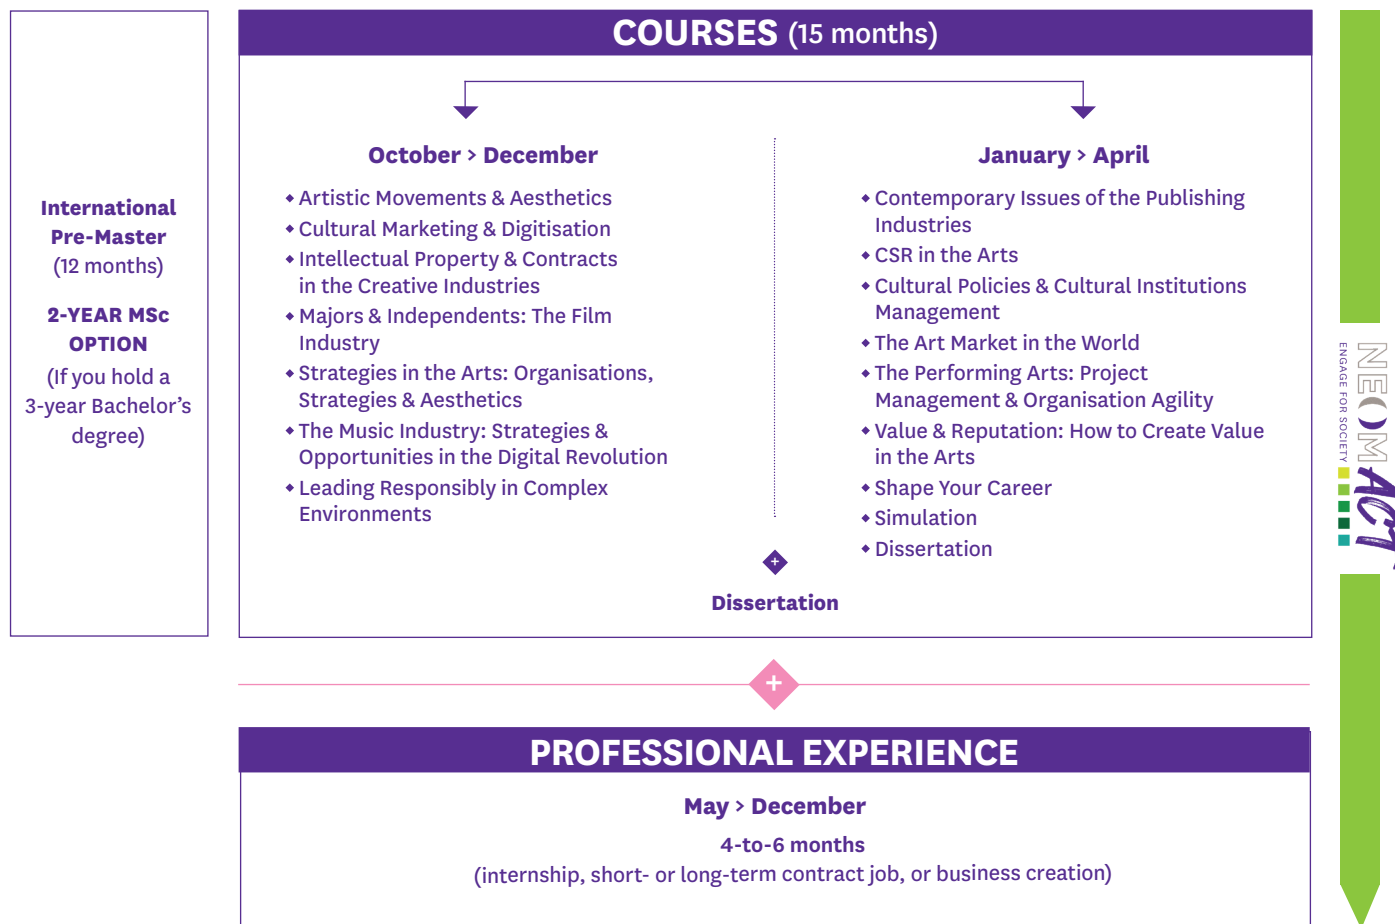 International
Pre-Master
(12 months)
2-YEAR MSc
OPTION
(If you hold a
3-year Bachelor's
degree)
COURSES (15 months)
October > December
Artistic Movements & Aesthetics
Cultural Marketing & Digitisation
Intellectual Property & Contracts
in the Creative Industries
Majors & Independents: The Film
Industry
Strategies in the Arts: Organisations,
Strategies & Aesthetics
The Music Industry: Strategies &
Opportunities in the Digital Revolution
Leading Responsibly in Complex
Environments
January > April
Contemporary Issues of the Publishing
Industries
CSR in the Arts
Cultural Policies & Cultural Institutions
Management
The Art Market in the World
The Performing Arts: Project
Management & Organisation Agility
Value & Reputation: How to Create Value
in the Arts
Shape Your Career
Simulation
Dissertation
+
Dissertation
+
PROFESSIONAL EXPERIENCE
May > December
4-to-6 months
(internship, short- or long-term contract job, or business creation)
NEOMACT
ENGAGE FOR SOCIETY